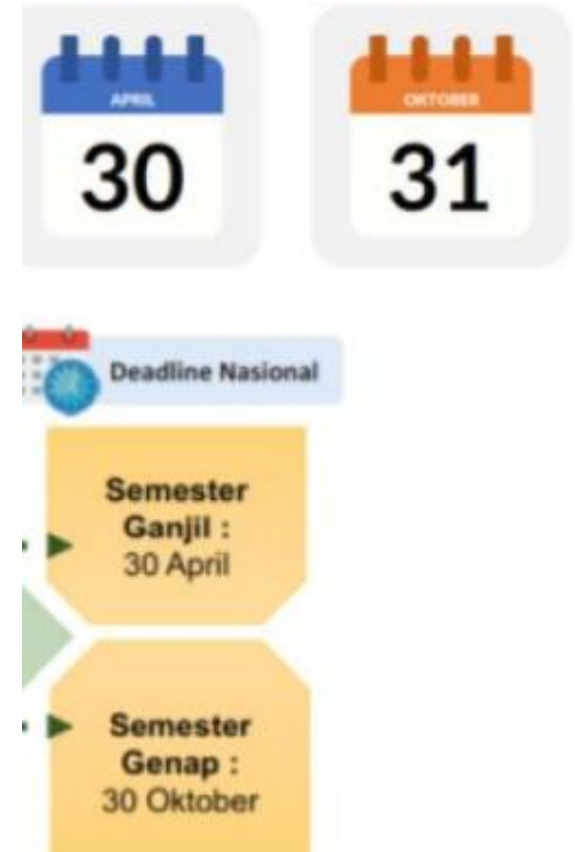 APRIL
30
OKTOBER
31
Deadline Nasional
Semester
Ganjil :
30 April
Semester
Genap :
30 Oktober